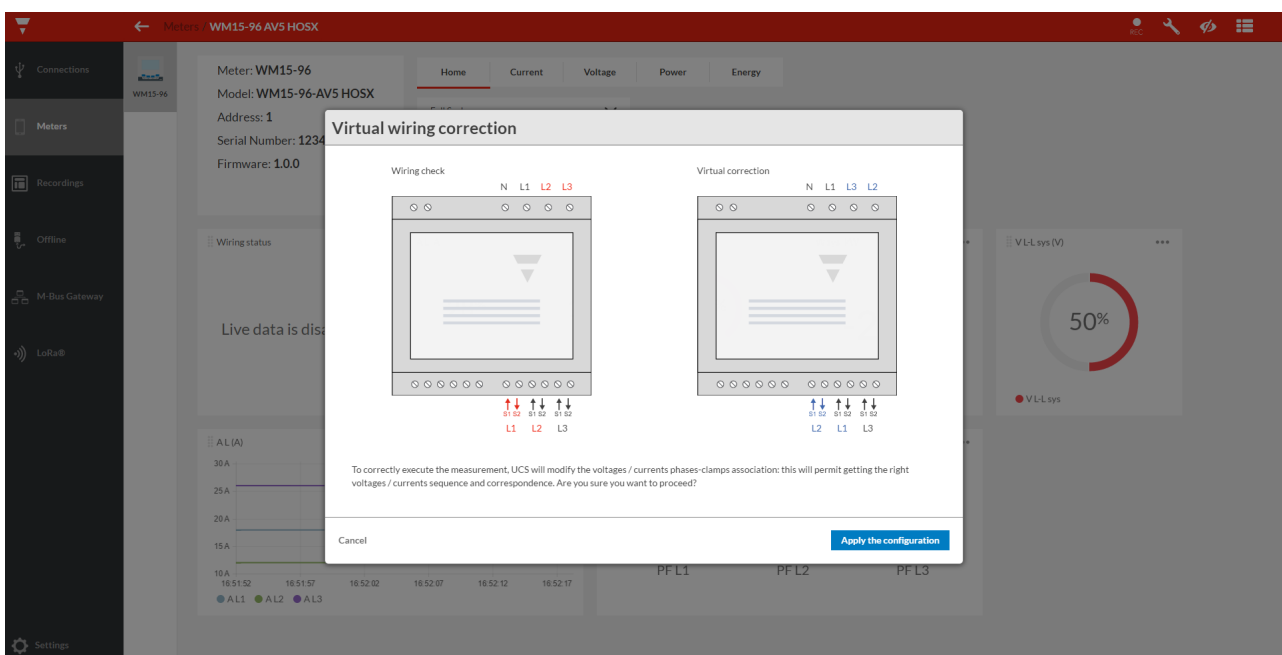 Meters / WM15-96 AV5 HOSX
REC
Connections
Meters
Recordings
Offline
M-Bus Gateway
LoRa®
Settings
WM15-96
Meter: WM15-96
Model: WM15-96-AV5 HOSX
Address: 1
Serial Number: 1234
Firmware: 1.0.0
Home Current Voltage Power Energy
Virtual wiring correction
Wiring check
N L1 L2 L3
S1 S2 S1 S2 S1 S2
L1 L2 L3
Virtual correction
N L1 L3 L2
S1 S2 S1 S2 S1 S2
L2 L1 L3
To correctly execute the measurement, UCS will modify the voltages / currents phases-clamps association: this will permit getting the right
voltages / currents sequence and correspondence. Are you sure you want to proceed?
Cancel
Apply the configuration
Wiring status
Live data is disa
V L-L sys (V)
50%
V L-L sys
A L (A)
30 A
25 A
20 A
15 A
10 A
16:51:52 16:51:57 16:52:02 16:52:07 16:52:12 16:52:17
A L1 A L2 A L3
PF L1 PF L2 PF L3